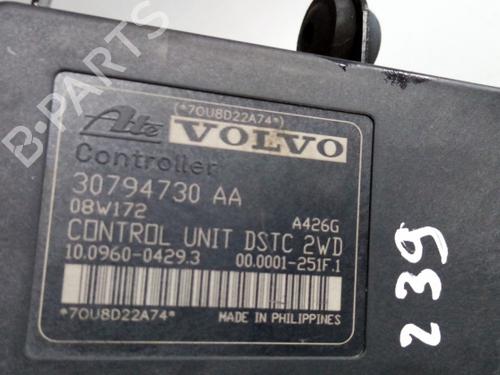 B-PARTS
(*70U8D22A74*)
Ate VOLVO
Controller
30794730 AA
08W172 A426G
CONTROL UNIT DSTC 2WD
10.0960-0429.3 00.0001-251F.1
*70U8D22A74* MADE IN PHILIPPINES
239